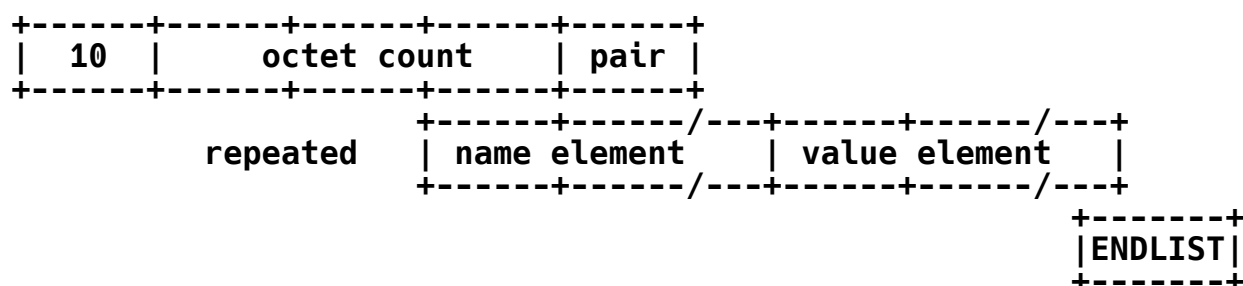 +------+------+------+------+------+
|  10  |     octet count    | pair |
+------+------+------+------+------+
                     +------+------/---+------+------/---+
          repeated   | name element    | value element   |
                     +------+------/---+------+------/---+
                                                      +-------+
                                                      |ENDLIST|
                                                      +-------+